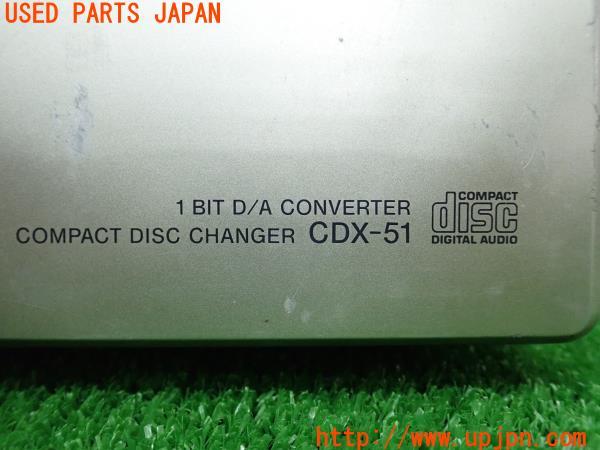 USED PARTS JAPAN
1 BIT D/A CONVERTER
COMPACT DISC CHANGER CDX-51
COMPACT
disc
DIGITAL AUDIO
http://www.upjpn.com